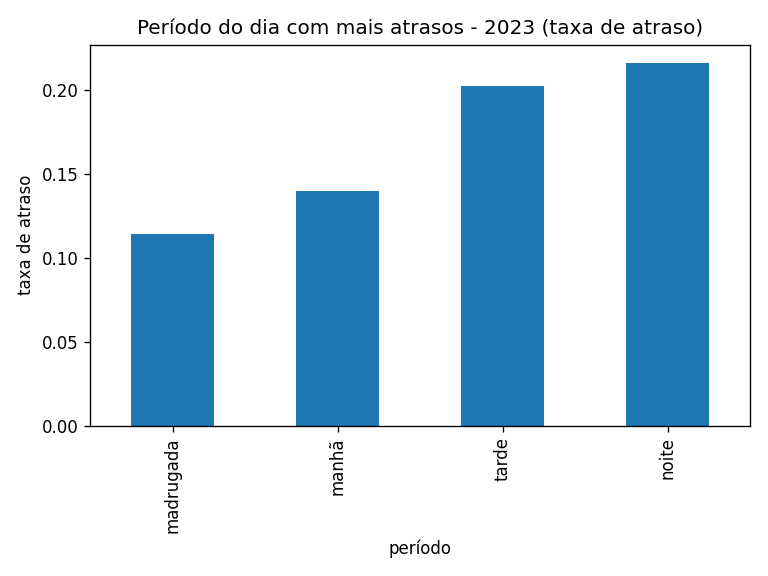 Período do dia com mais atrasos - 2023 (taxa de atraso)
taxa de atraso
0.20
0.15
0.10
0.05
0.00
madrugada
manhã
tarde
noite
período